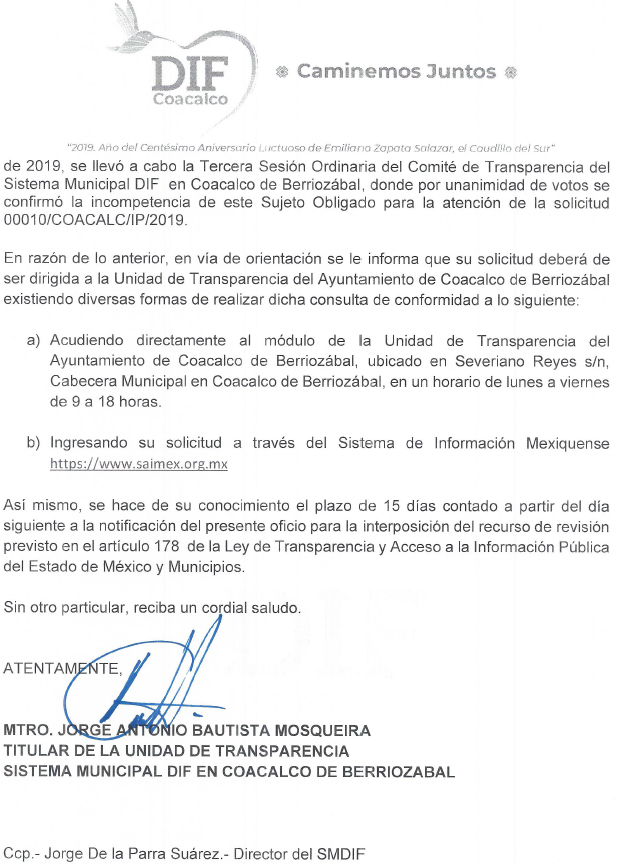 DIF
Coacalco
Caminemos Juntos
"2019. Año del Centésimo Aniversario Luctuoso de Emiliano Zapata Salazar, el Caudillo del Sur"
de 2019, se llevó a cabo la Tercera Sesión Ordinaria del Comité de Transparencia del
Sistema Municipal DIF en Coacalco de Berriozábal, donde por unanimidad de votos se
confirmó la incompetencia de este Sujeto Obligado para la atención de la solicitud
00010/COACALC/IP/2019.
En razón de lo anterior, en vía de orientación se le informa que su solicitud deberá de
ser dirigida a la Unidad de Transparencia del Ayuntamiento de Coacalco de Berriozábal
existiendo diversas formas de realizar dicha consulta de conformidad a lo siguiente:
a) Acudiendo directamente al módulo de la Unidad de Transparencia del
Ayuntamiento de Coacalco de Berriozábal, ubicado en Severiano Reyes s/n,
Cabecera Municipal en Coacalco de Berriozábal, en un horario de lunes a viernes
de 9 a 18 horas.
b) Ingresando su solicitud a través del Sistema de Información Mexiquense
https://www.saimex.org.mx
Así mismo, se hace de su conocimiento el plazo de 15 días contado a partir del día
siguiente a la notificación del presente oficio para la interposición del recurso de revisión
previsto en el artículo 178 de la Ley de Transparencia y Acceso a la Información Pública
del Estado de México y Municipios.
Sin otro particular, reciba un cordial saludo.
ATENTAMENTE,
MTRO. JORGE ANTONIO BAUTISTA MOSQUEIRA
TITULAR DE LA UNIDAD DE TRANSPARENCIA
SISTEMA MUNICIPAL DIF EN COACALCO DE BERRIOZABAL
Ccp.- Jorge De la Parra Suárez.- Director del SMDIF